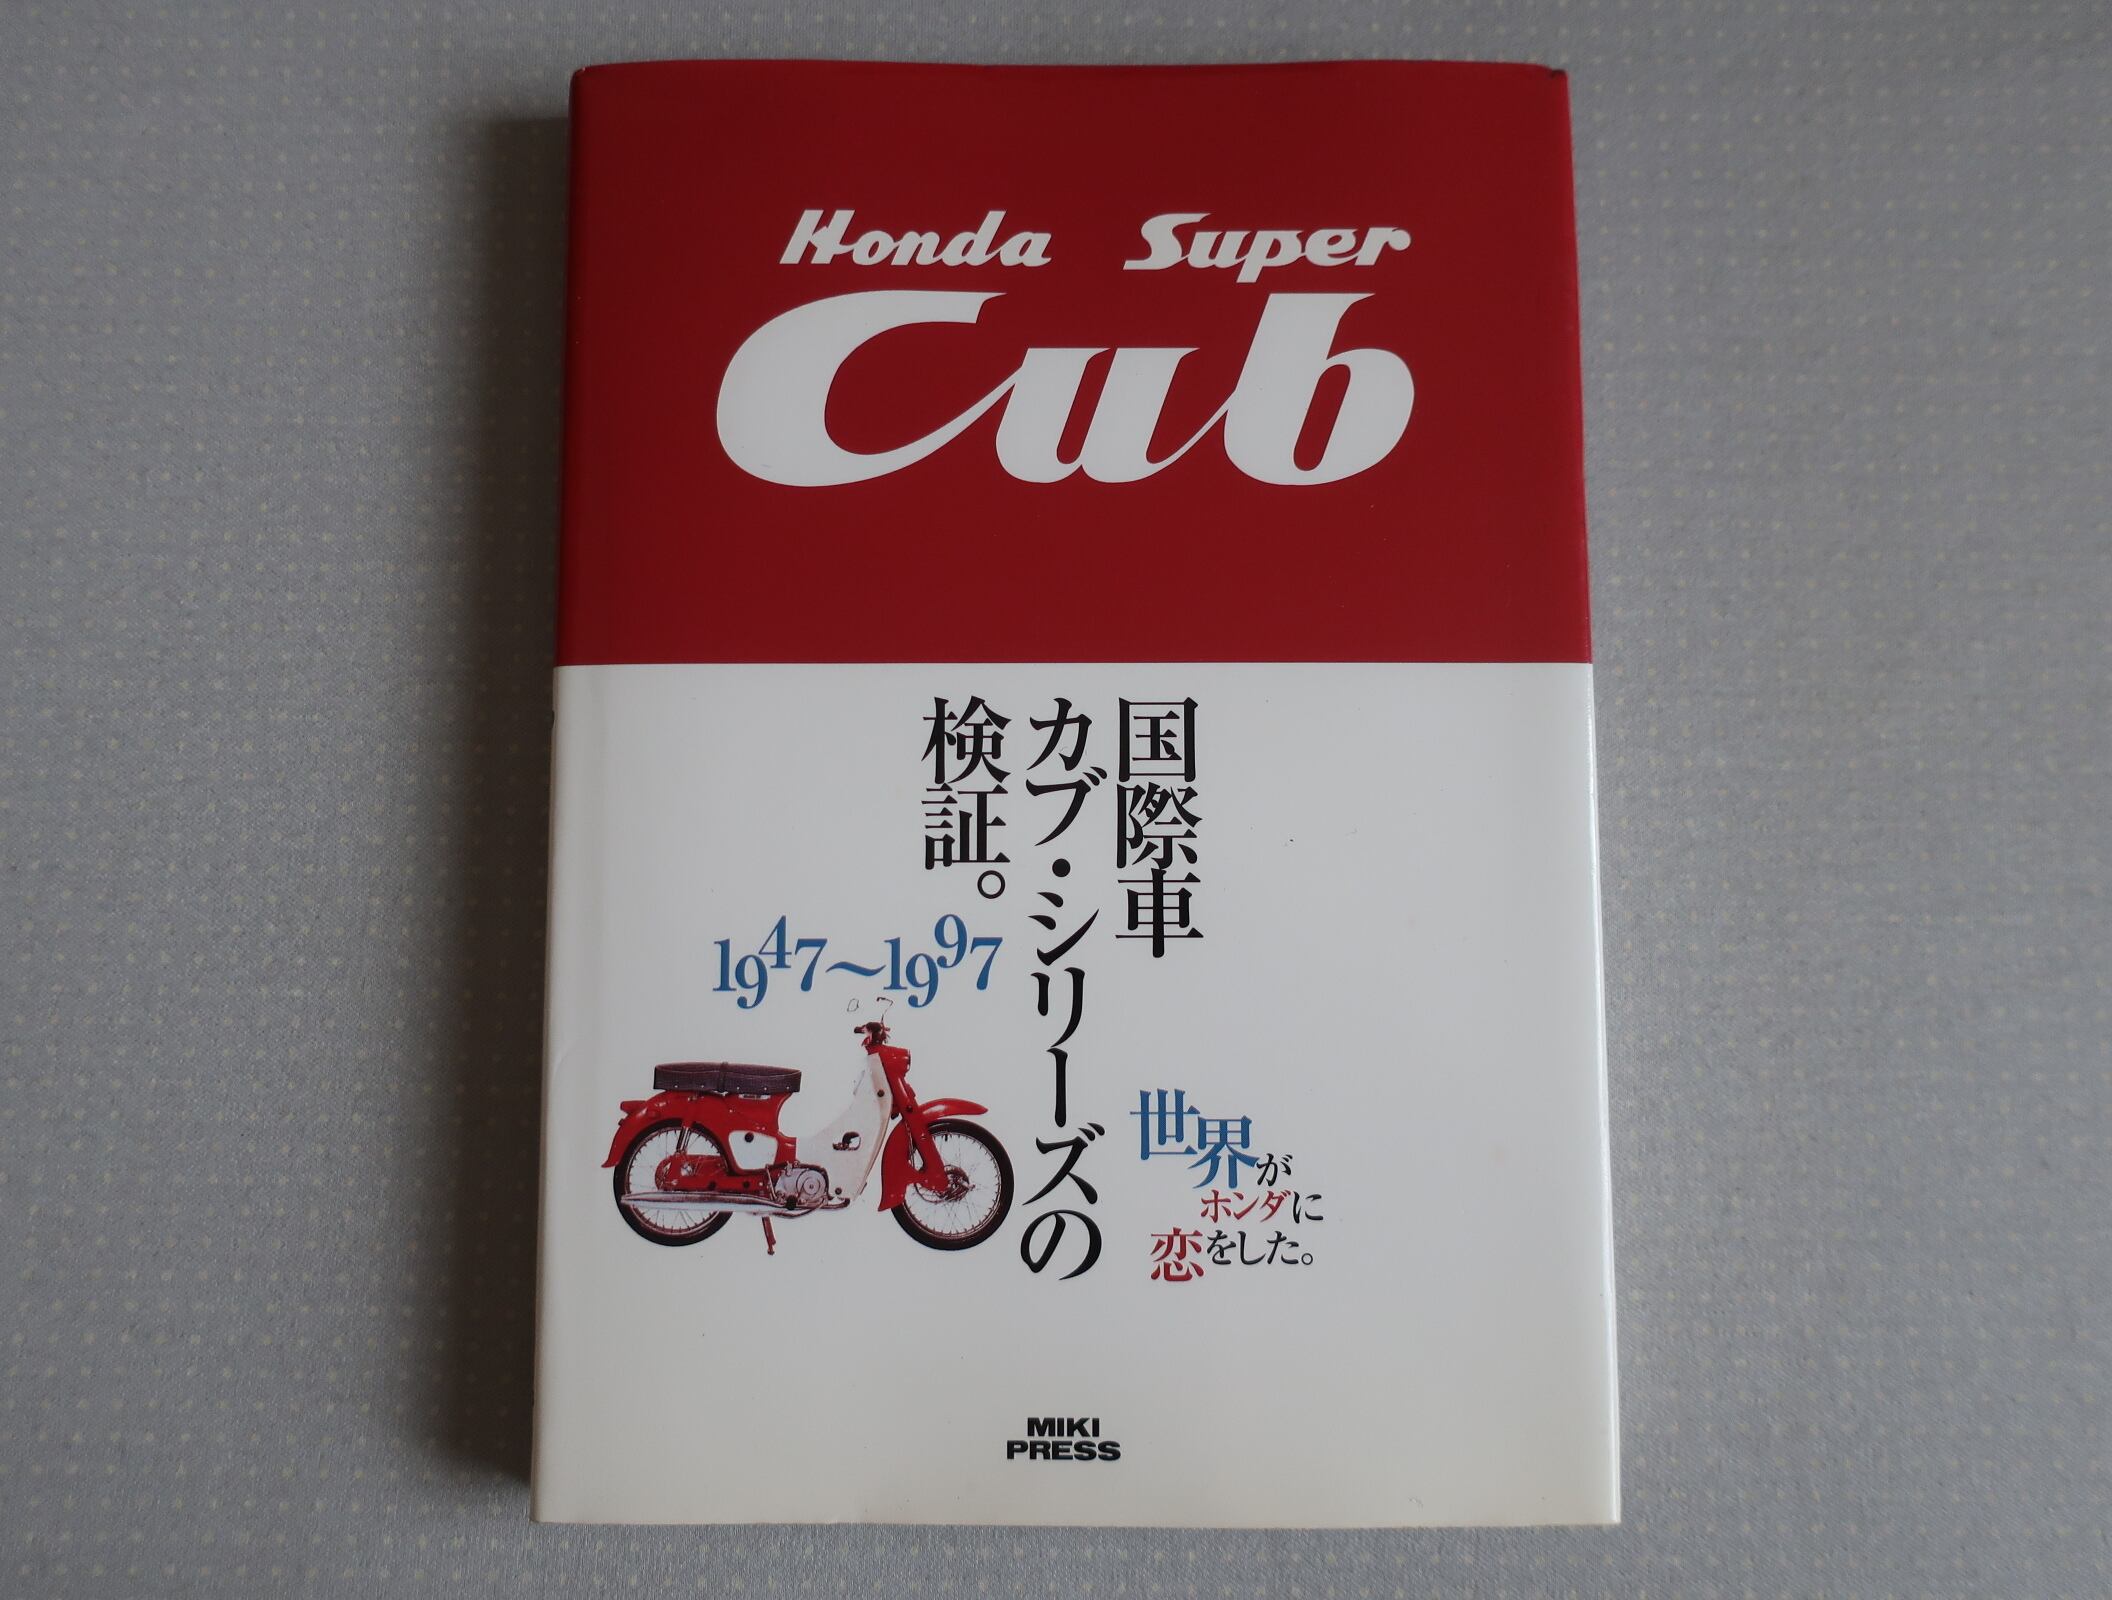 Honda Super
Cub
国際車
カブ・シリーズの
検証。
1947〜1997
世界が
ホンダに
恋をした。
MIKI
PRESS